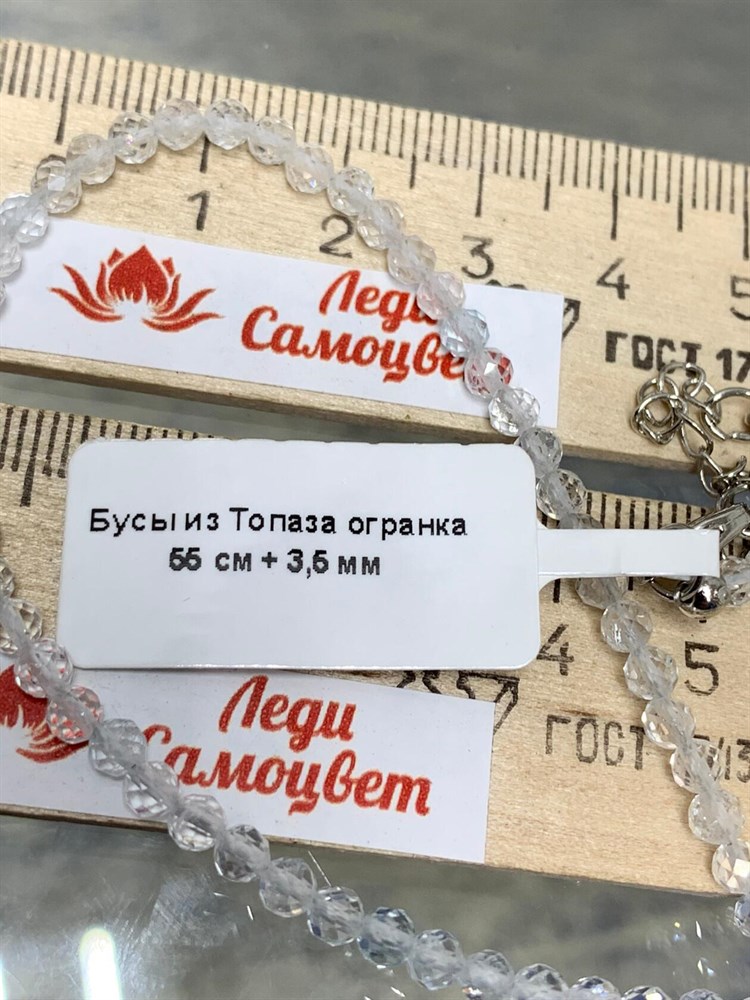 1 2 3 4 5
Леди
Самоцве
ГОСТ 17
Бусы из Топаза огранка
55 см + 3,5 мм
4 5
Леди
Самоцвет
ГОСТ